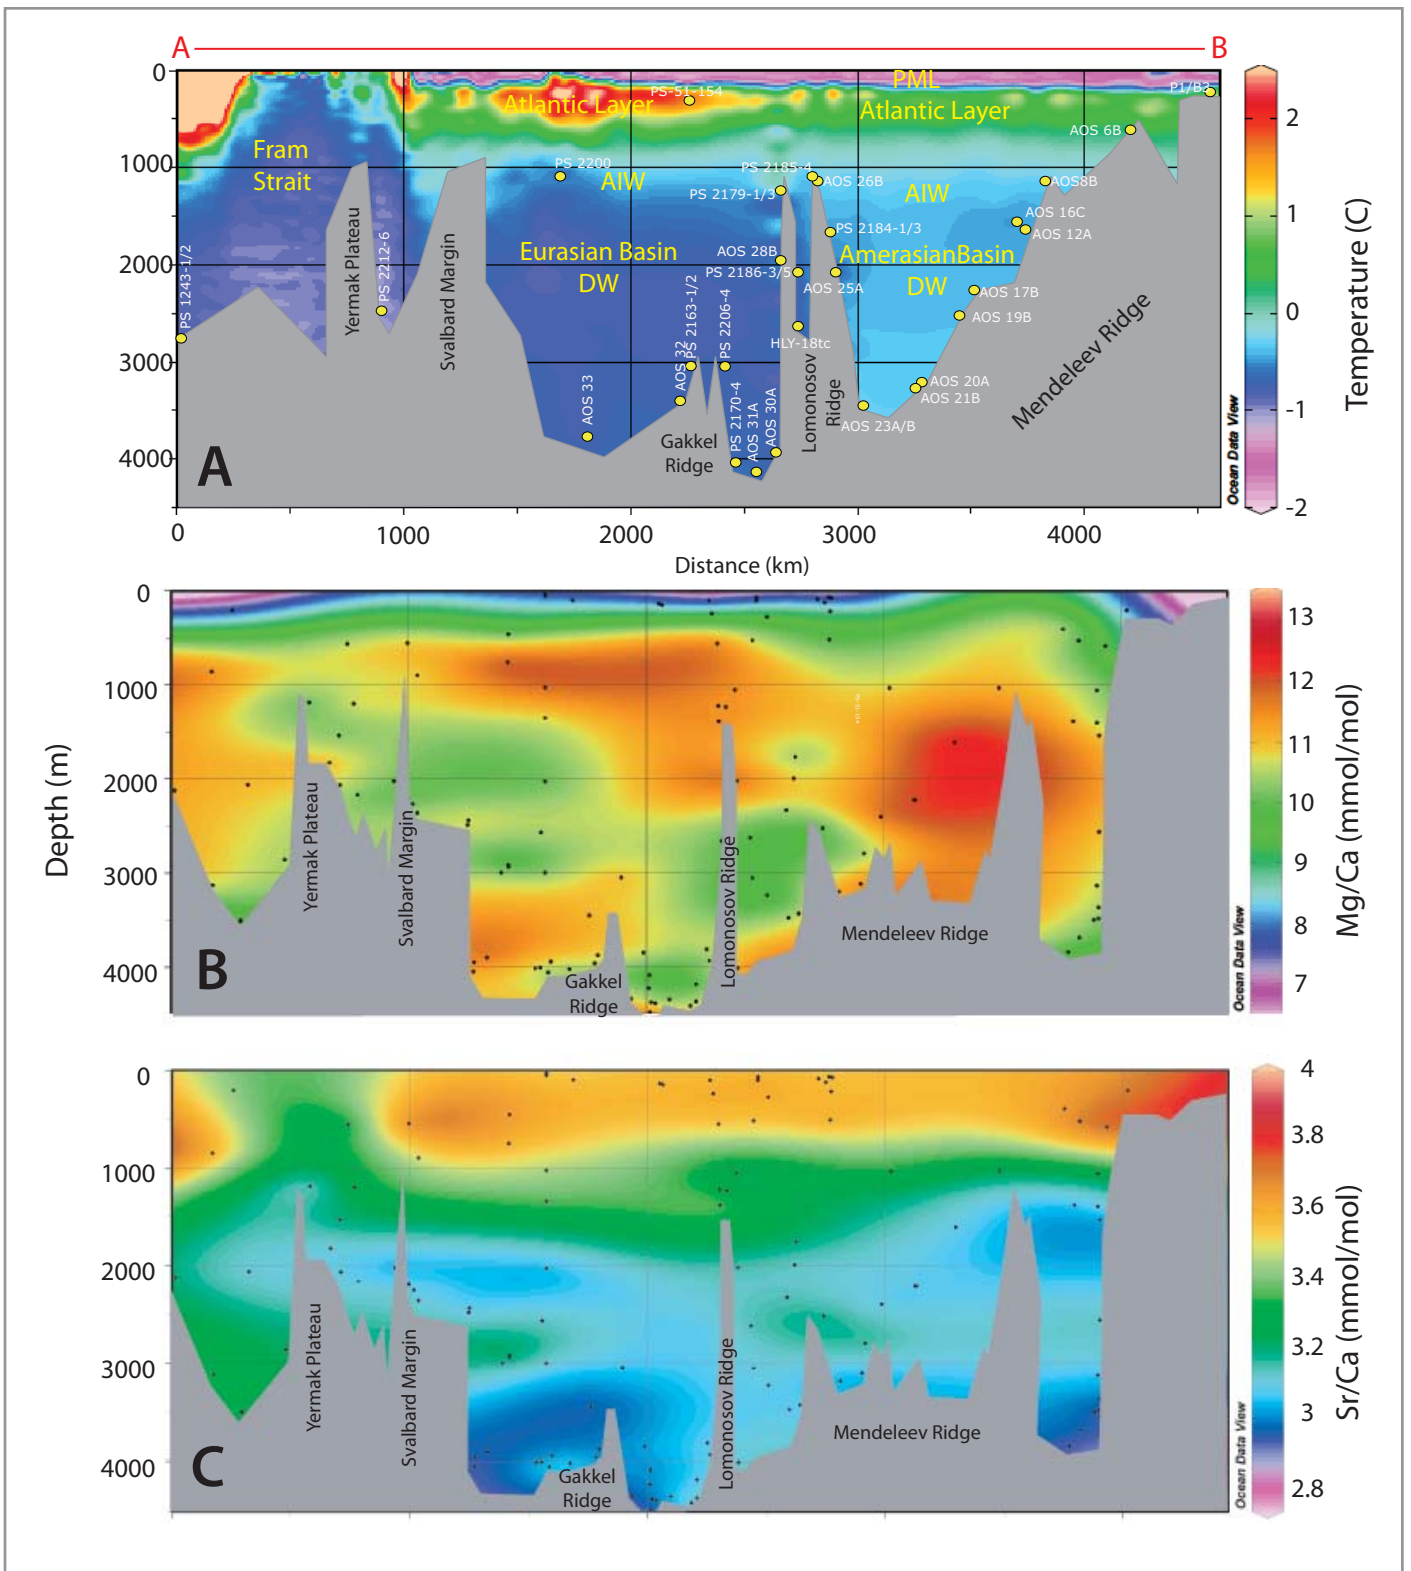 A
B
0
1000
2000
3000
4000
PML
Atlantic Layer
Atlantic Layer
PS-51-154
P1/B3
AOS 6B
Fram
Strait
PS 2200
AIW
PS 2185-4
AOS 26B
PS 2179-1/3
AIW
AOS8B
AOS 16C
AOS 12A
PS 2184-1/3
Eurasian Basin
DW
AOS 28B
PS 2186-3/5
AOS 25A
AmerasianBasin
DW
AOS 17B
AOS 19B
HLY-18tc
PS 1243-1/2
Yermak Plateau
PS 2212-6
Svalbard Margin
AOS 33
AOS 32
PS 2163-1/2
PS 2206-4
PS 2170-4
AOS 31A
AOS 30A
Gakkel
Ridge
Lomonosov
Ridge
AOS 20A
AOS 21B
AOS 23A/B
Mendeleev Ridge
A
Ocean Data View
0
1000
2000
3000
4000
Distance (km)
2
1
0
-1
-2
Temperature (C)
0
1000
2000
3000
4000
Depth (m)
Yermak Plateau
Svalbard Margin
Gakkel
Ridge
Lomonosov Ridge
Mendeleev Ridge
B
Ocean Data View
13
12
11
10
9
8
7
Mg/Ca (mmol/mol)
0
1000
2000
3000
4000
Yermak Plateau
Svalbard Margin
Gakkel
Ridge
Lomonosov Ridge
Mendeleev Ridge
C
Ocean Data View
4
3.8
3.6
3.4
3.2
3
2.8
Sr/Ca (mmol/mol)